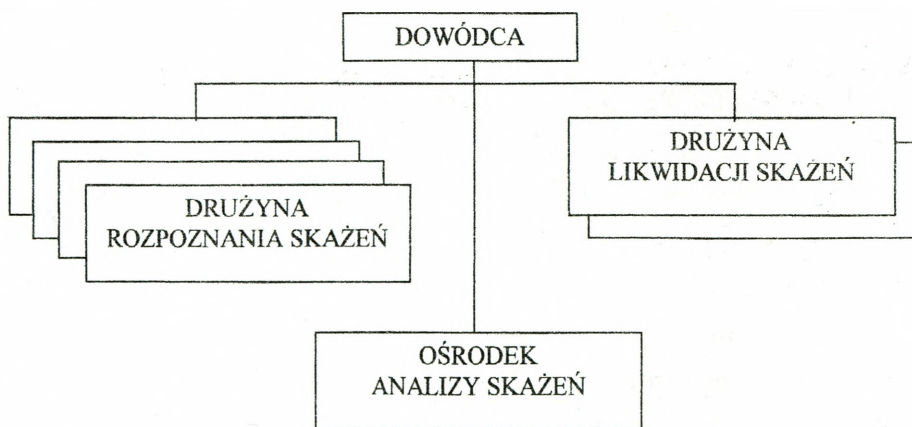 DOWÓDCA
DRUŻYNA
ROZPOZNANIA SKAŻEŃ
DRUŻYNA
LIKWIDACJI SKAŻEŃ
OŚRODEK
ANALIZY SKAŻEŃ